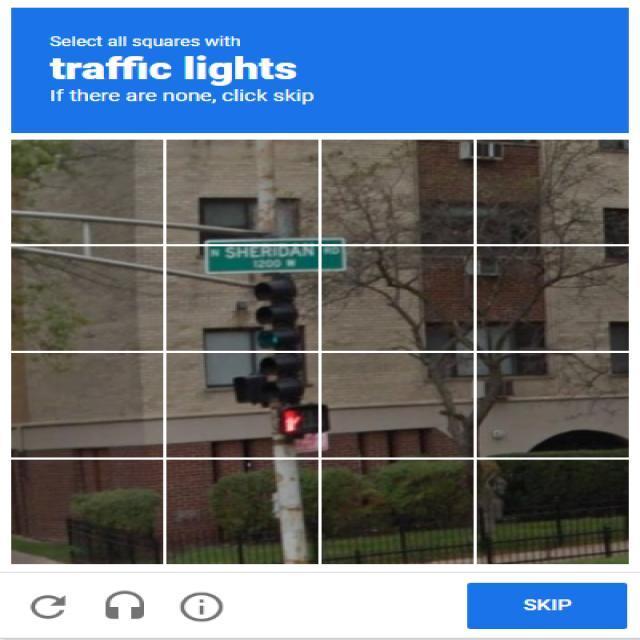 Select all squares with
traffic lights
If there are none, click skip
N SHERIDAN RD
1200 W
SKIP